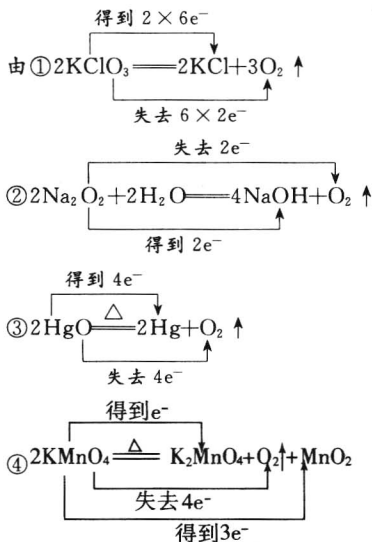 得到 2×6e⁻
由①2KClO₃══2KCl+3O₂↑
失去 6×2e⁻
失去 2e⁻
②2Na₂O₂+2H₂O══4NaOH+O₂↑
得到 2e⁻
得到 4e⁻
△
③2HgO══2Hg+O₂↑
失去 4e⁻
得到e⁻
△
④2KMnO₄══K₂MnO₄+O₂↑+MnO₂
失去4e⁻
得到3e⁻